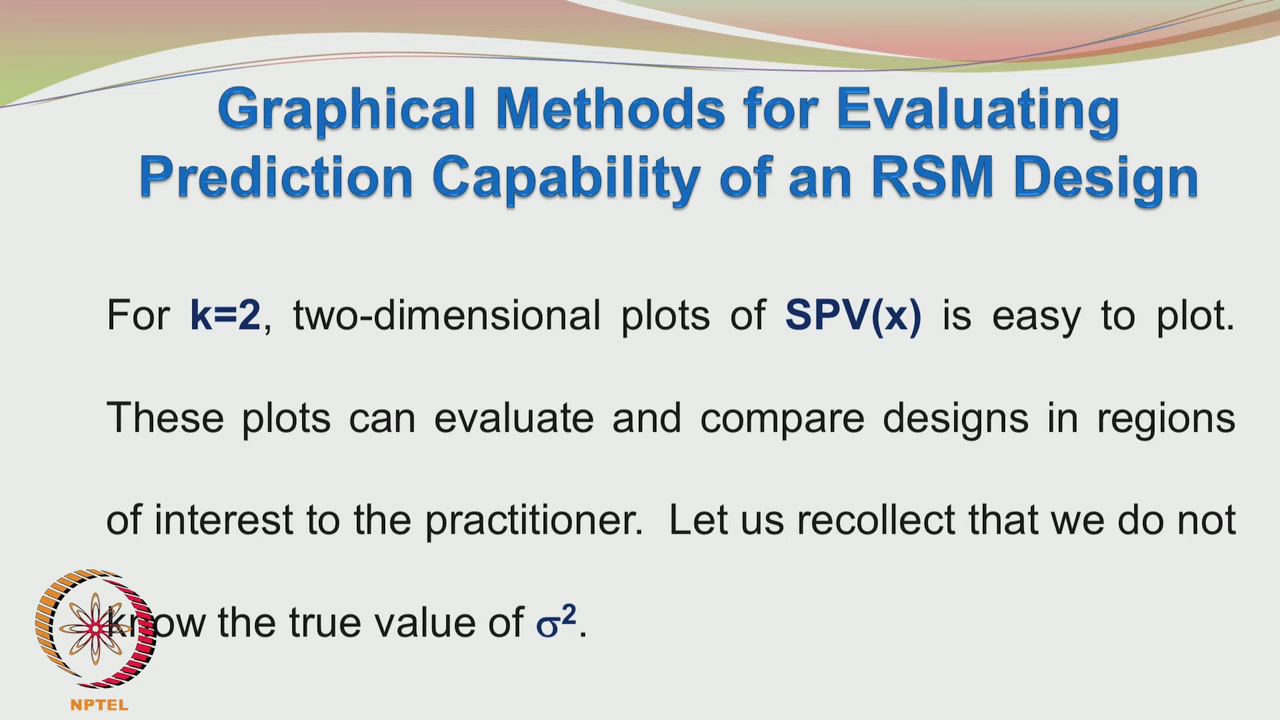 Graphical Methods for Evaluating
Prediction Capability of an RSM Design
For k=2, two-dimensional plots of SPV(x) is easy to plot.
These plots can evaluate and compare designs in regions
of interest to the practitioner. Let us recollect that we do not
know the true value of σ².
NPTEL